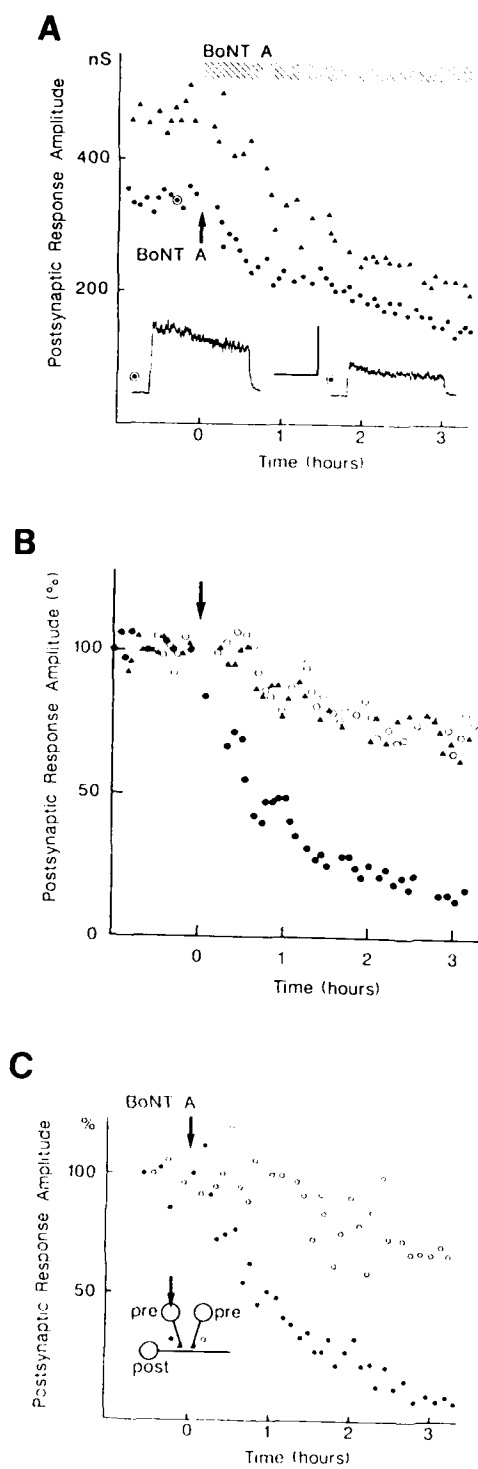 A
nS
BoNT A
Postsynaptic Response Amplitude
400
200
BoNT A
0
1
2
3
Time (hours)
B
Postsynaptic Response Amplitude (%)
100
50
0
0
1
2
3
Time (hours)
C
BoNT A
%
Postsynaptic Response Amplitude
100
50
pre
pre
post
0
1
2
3
Time (hours)